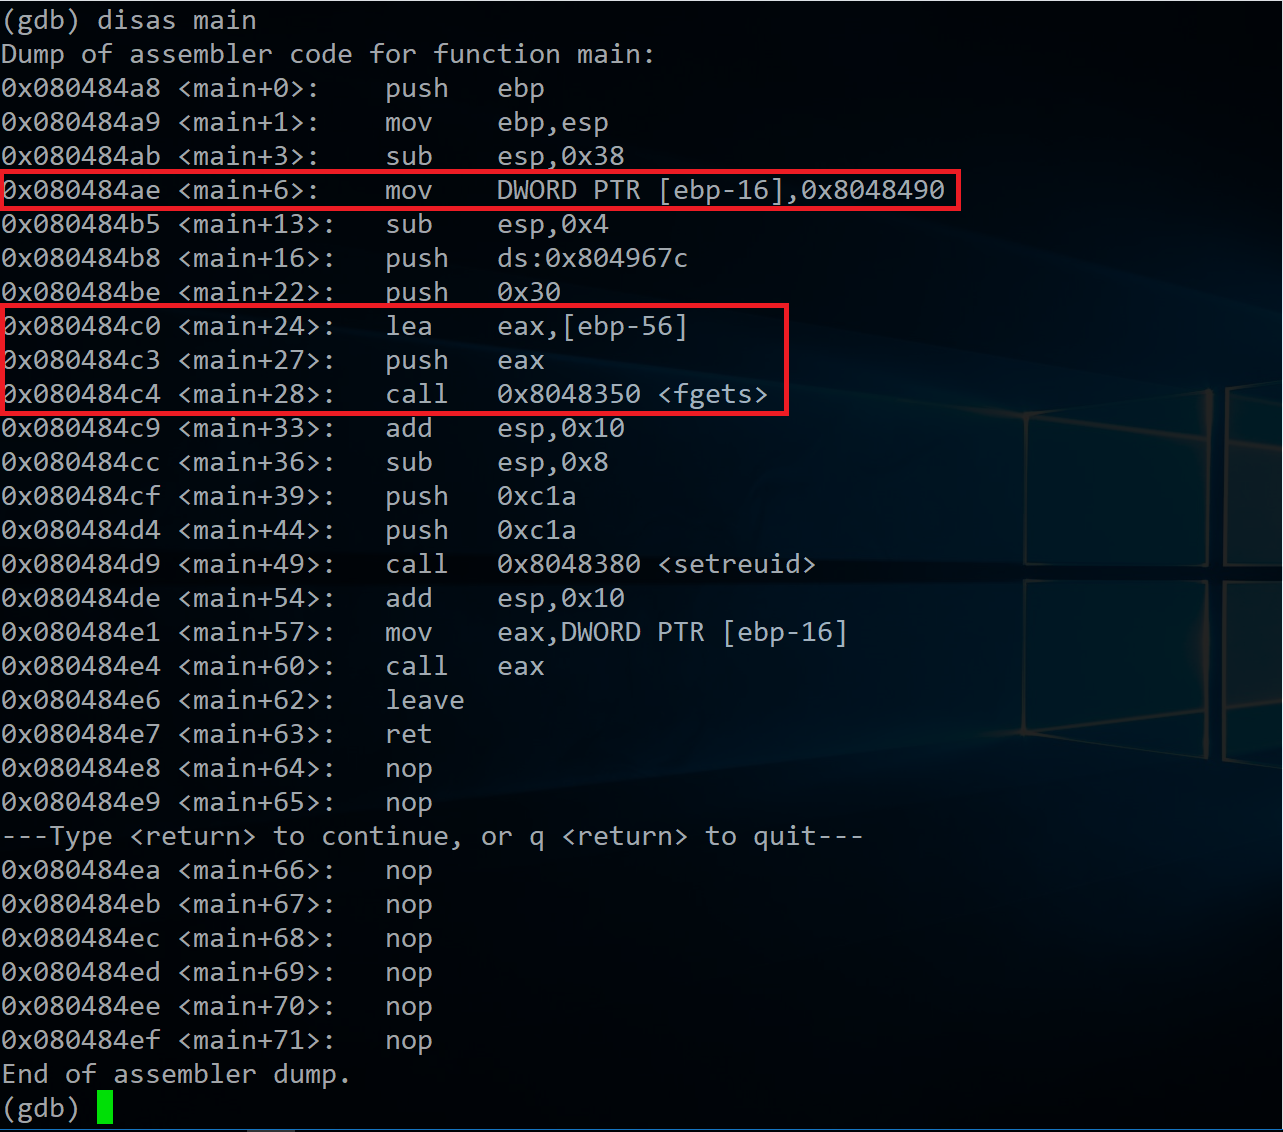 (gdb) disas main
Dump of assembler code for function main:
0x080484a8 <main+0>:    push   ebp
0x080484a9 <main+1>:    mov    ebp,esp
0x080484ab <main+3>:    sub    esp,0x38
0x080484ae <main+6>:    mov    DWORD PTR [ebp-16],0x8048490
0x080484b5 <main+13>:   sub    esp,0x4
0x080484b8 <main+16>:   push   ds:0x804967c
0x080484be <main+22>:   push   0x30
0x080484c0 <main+24>:   lea    eax,[ebp-56]
0x080484c3 <main+27>:   push   eax
0x080484c4 <main+28>:   call   0x8048350 <fgets>
0x080484c9 <main+33>:   add    esp,0x10
0x080484cc <main+36>:   sub    esp,0x8
0x080484cf <main+39>:   push   0xc1a
0x080484d4 <main+44>:   push   0xc1a
0x080484d9 <main+49>:   call   0x8048380 <setreuid>
0x080484de <main+54>:   add    esp,0x10
0x080484e1 <main+57>:   mov    eax,DWORD PTR [ebp-16]
0x080484e4 <main+60>:   call   eax
0x080484e6 <main+62>:   leave
0x080484e7 <main+63>:   ret
0x080484e8 <main+64>:   nop
0x080484e9 <main+65>:   nop
---Type <return> to continue, or q <return> to quit---
0x080484ea <main+66>:   nop
0x080484eb <main+67>:   nop
0x080484ec <main+68>:   nop
0x080484ed <main+69>:   nop
0x080484ee <main+70>:   nop
0x080484ef <main+71>:   nop
End of assembler dump.
(gdb)